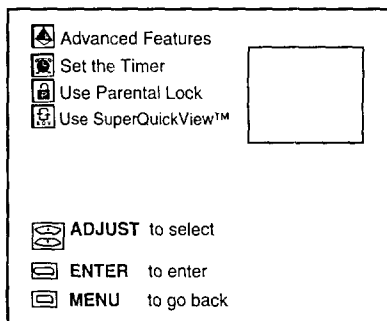 Advanced Features
Set the Timer
Use Parental Lock
Use SuperQuickView™
ADJUST to select
ENTER to enter
MENU to go back